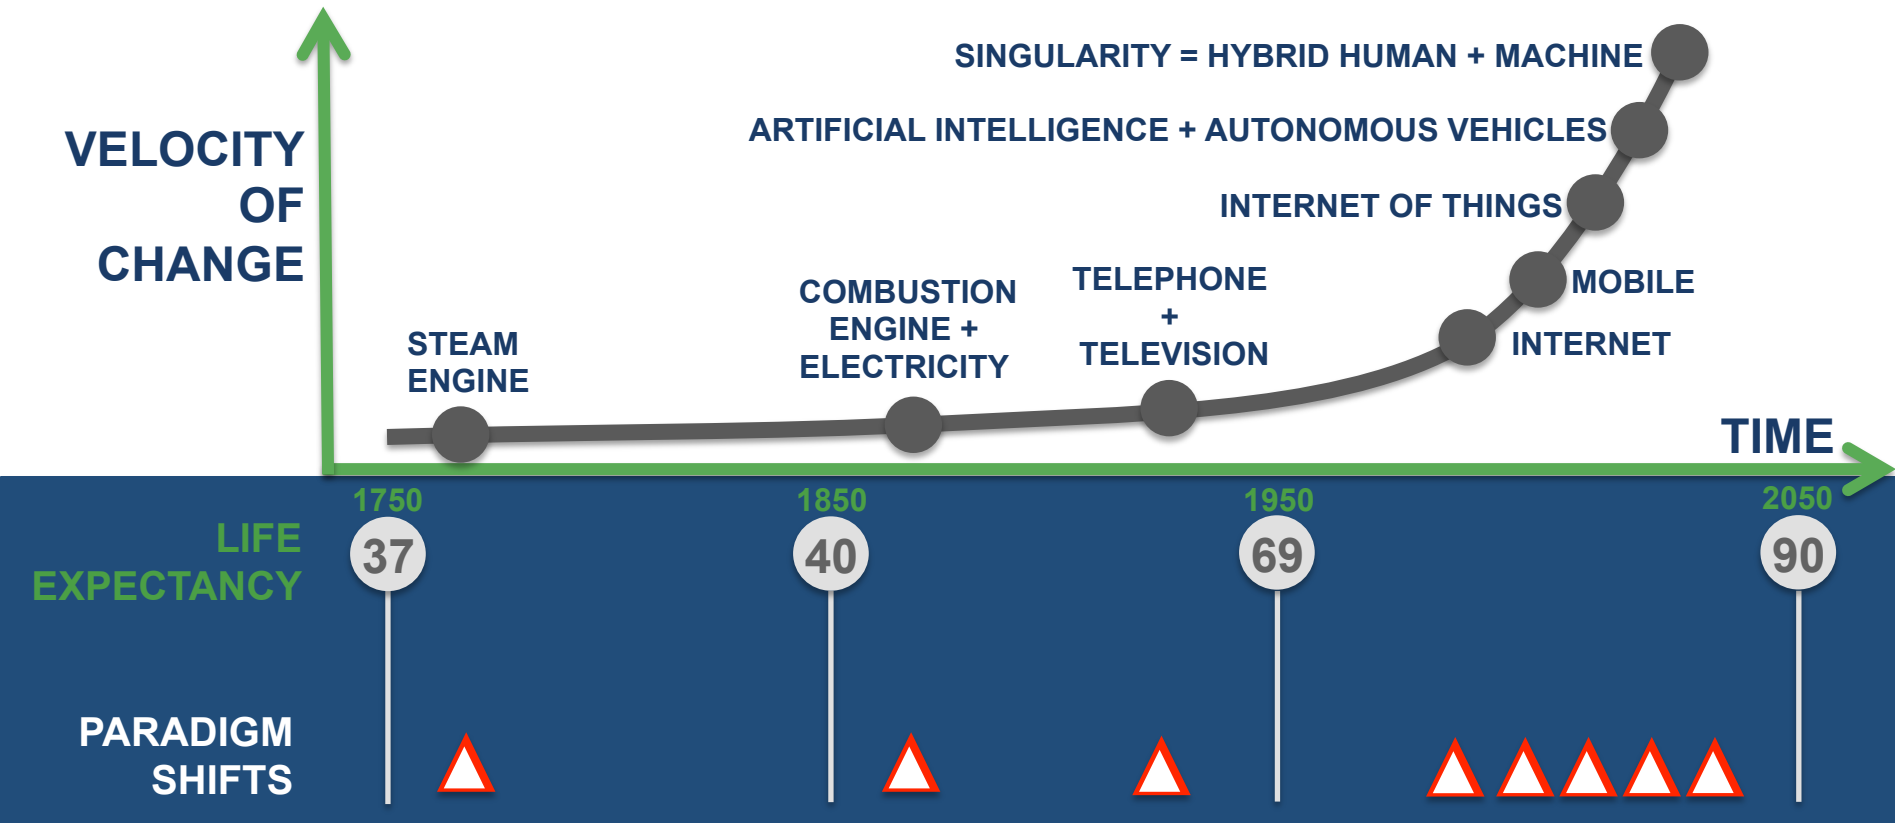 SINGULARITY = HYBRID HUMAN + MACHINE
ARTIFICIAL INTELLIGENCE + AUTONOMOUS VEHICLES
VELOCITY
OF
CHANGE
INTERNET OF THINGS
MOBILE
INTERNET
TELEPHONE
+
TELEVISION
COMBUSTION
ENGINE +
ELECTRICITY
STEAM
ENGINE
TIME
1750
1850
1950
2050
LIFE
EXPECTANCY
37
40
69
90
PARADIGM
SHIFTS